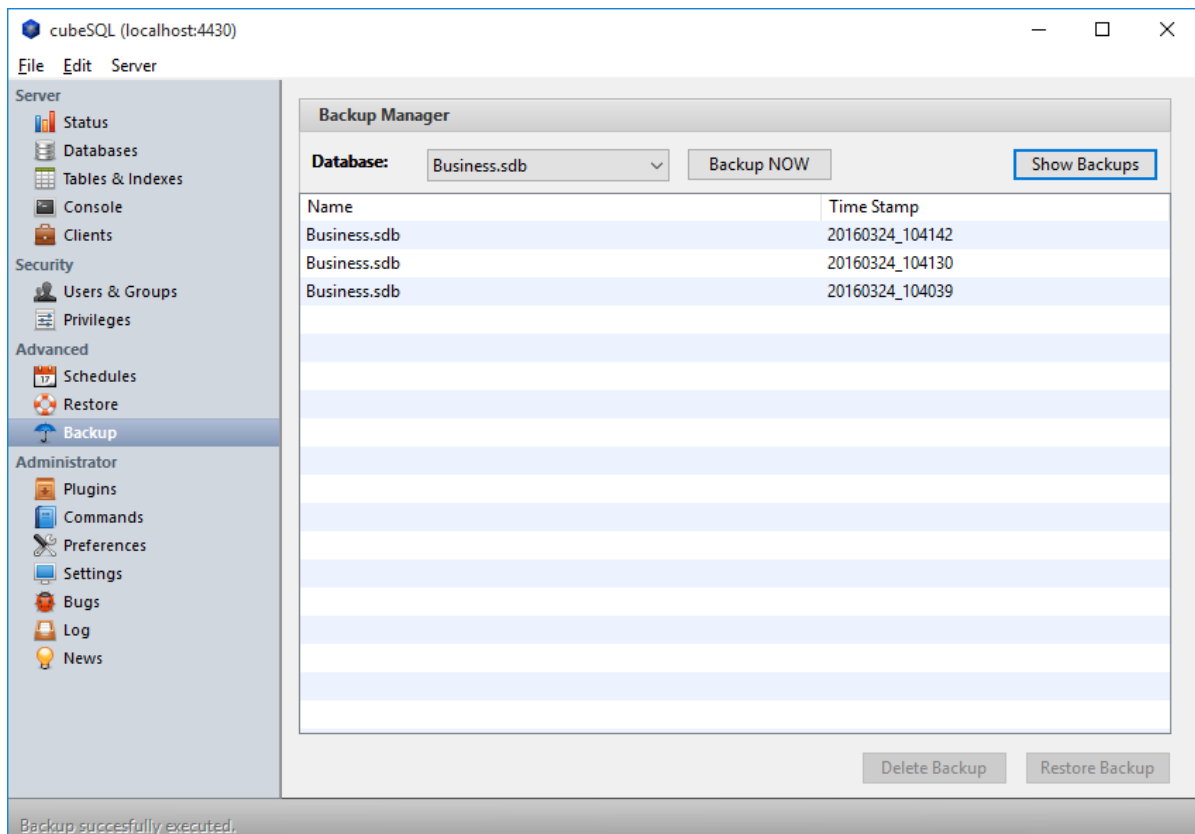 cubeSQL (localhost:4430)
File Edit Server
Server
Status
Databases
Tables & Indexes
Console
Clients
Security
Users & Groups
Privileges
Advanced
17
Schedules
Restore
Backup
Administrator
Plugins
Commands
Preferences
Settings
Bugs
Log
News
Backup Manager
Database: Business.sdb Backup NOW Show Backups
Name Time Stamp
Business.sdb 20160324_104142
Business.sdb 20160324_104130
Business.sdb 20160324_104039
Delete Backup Restore Backup
Backup succesfully executed.